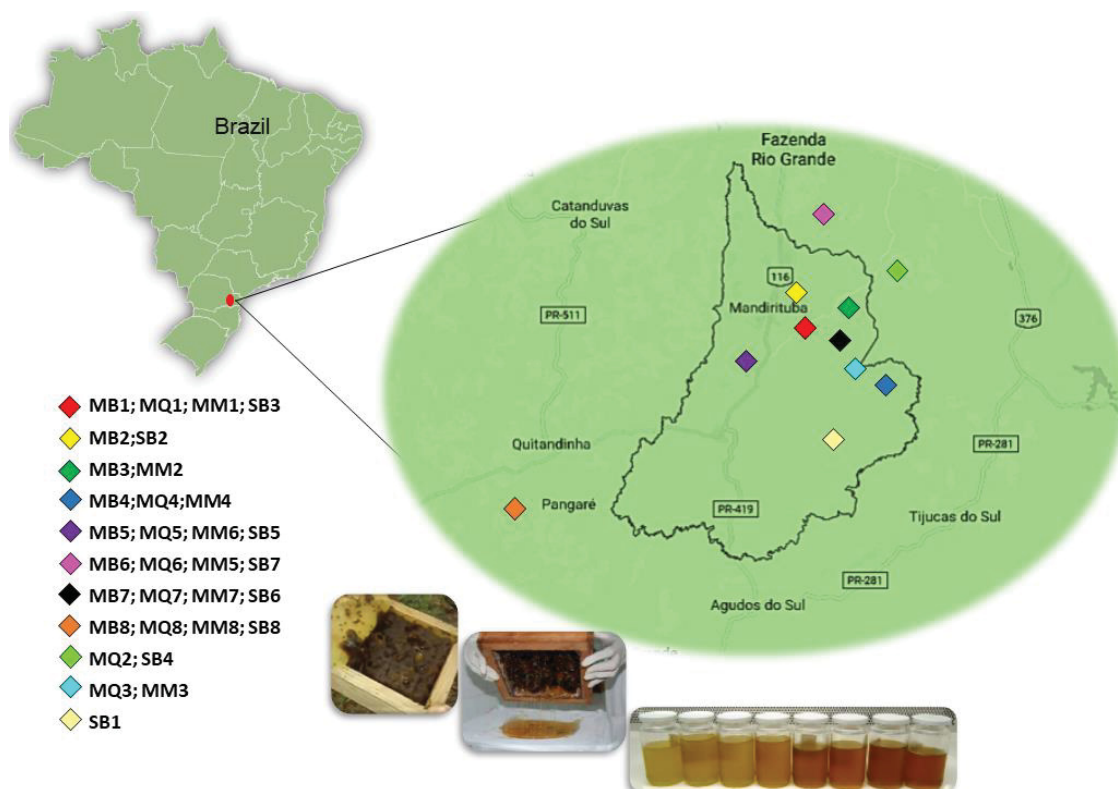 Brazil
Fazenda
Rio Grande
Catanduvas
do Sul
116
Mandirituba
PR-511
376
Quitandinha
PR-281
Pangaré
PR-419
Tijucas do Sul
PR-281
Agudos do Sul
MB1; MQ1; MM1; SB3
MB2;SB2
MB3;MM2
MB4;MQ4;MM4
MB5; MQ5; MM6; SB5
MB6; MQ6; MM5; SB7
MB7; MQ7; MM7; SB6
MB8; MQ8; MM8; SB8
MQ2; SB4
MQ3; MM3
SB1